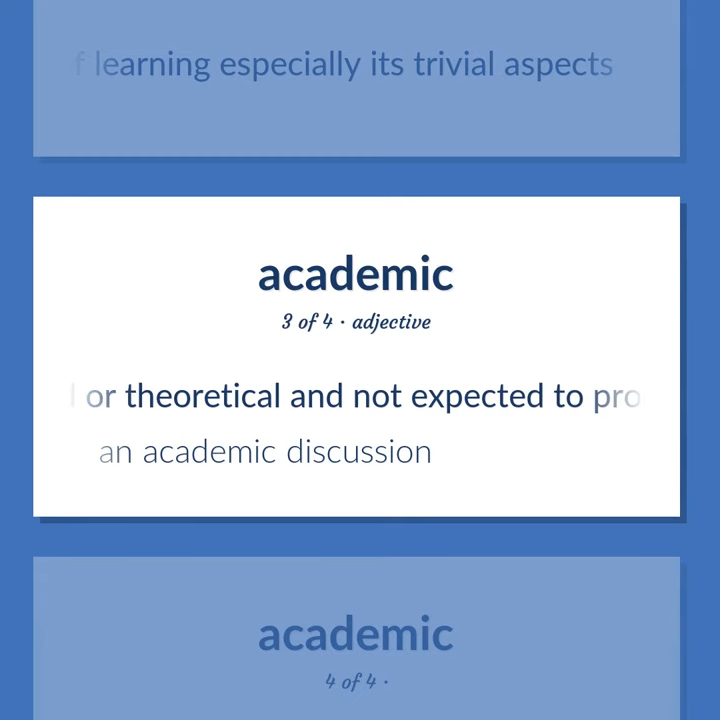 learning especially its trivial aspects
academic
3 of 4 · adjective
or theoretical and not expected to pro
an academic discussion
academic
4 of 4 ·